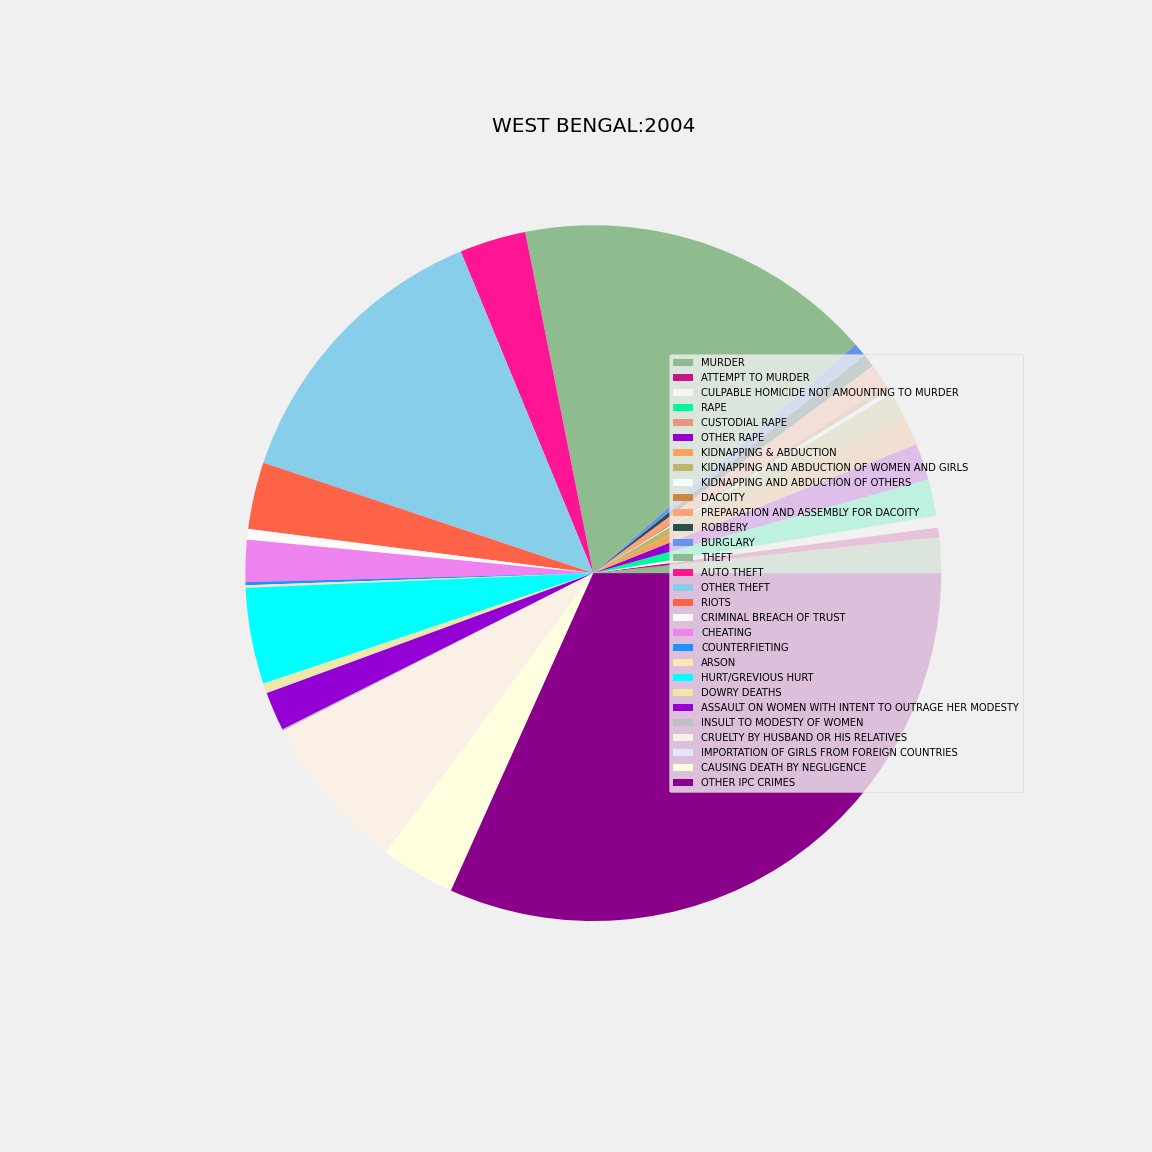 WEST BENGAL:2004
MURDER
ATTEMPT TO MURDER
CULPABLE HOMICIDE NOT AMOUNTING TO MURDER
RAPE
CUSTODIAL RAPE
OTHER RAPE
KIDNAPPING & ABDUCTION
KIDNAPPING AND ABDUCTION OF WOMEN AND GIRLS
KIDNAPPING AND ABDUCTION OF OTHERS
DACOITY
PREPARATION AND ASSEMBLY FOR DACOITY
ROBBERY
BURGLARY
THEFT
AUTO THEFT
OTHER THEFT
RIOTS
CRIMINAL BREACH OF TRUST
CHEATING
COUNTERFIETING
ARSON
HURT/GREVIOUS HURT
DOWRY DEATHS
ASSAULT ON WOMEN WITH INTENT TO OUTRAGE HER MODESTY
INSULT TO MODESTY OF WOMEN
CRUELTY BY HUSBAND OR HIS RELATIVES
IMPORTATION OF GIRLS FROM FOREIGN COUNTRIES
CAUSING DEATH BY NEGLIGENCE
OTHER IPC CRIMES